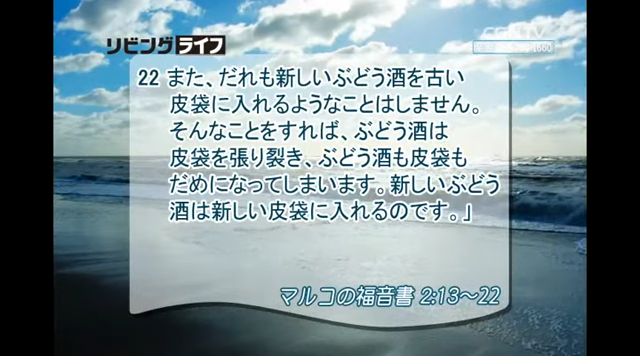 リビングライフ
22 また、だれも新しいぶどう酒を古い
皮袋に入れるようなことはしません。
そんなことをすれば、ぶどう酒は
皮袋を張り裂き、ぶどう酒も皮袋も
だめになってしまいます。新しいぶどう
酒は新しい皮袋に入れるのです。」
マルコの福音書 2:13～22